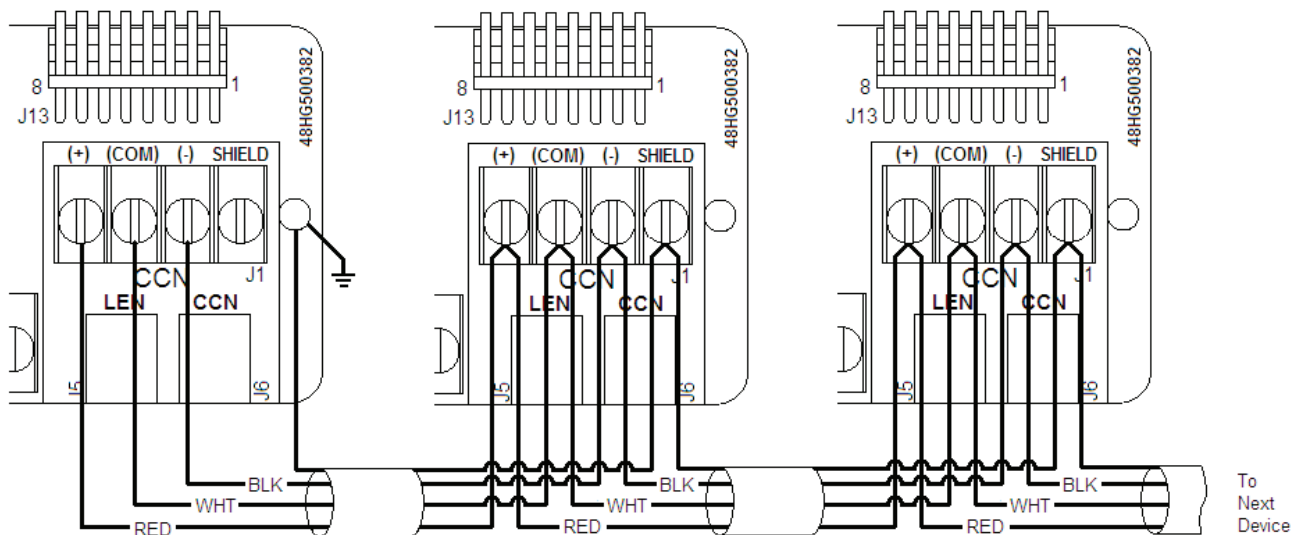 48HG500382
8
1
J13
(+) (COM) (-) SHIELD
J1
CCN
LEN CCN
J5
J6
BLK
WHT
RED
48HG500382
8
1
J13
(+) (COM) (-) SHIELD
J1
CCN
LEN CCN
J5
J6
BLK
WHT
RED
48HG500382
8
1
J13
(+) (COM) (-) SHIELD
J1
CCN
LEN CCN
J5
J6
BLK
WHT
RED
To
Next
Device